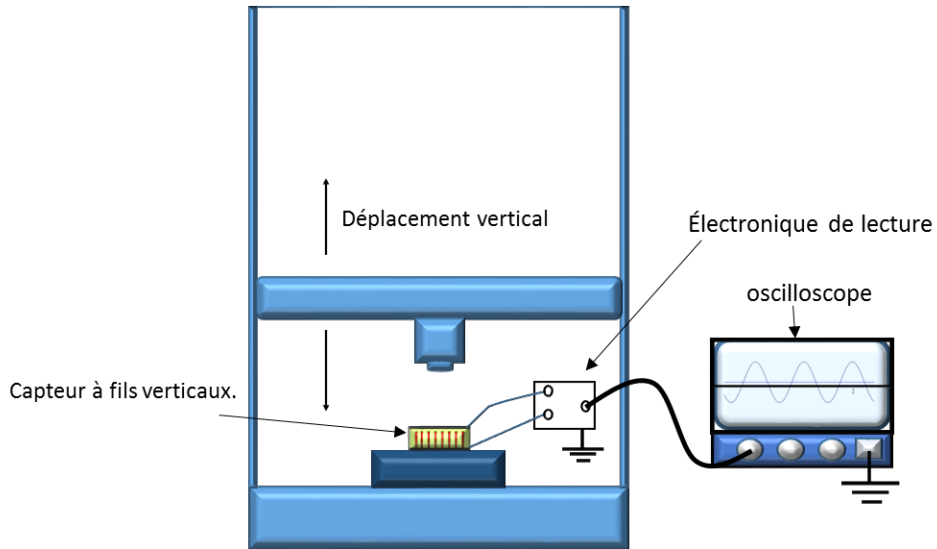 Déplacement vertical
Électronique de lecture
oscilloscope
Capteur à fils verticaux.